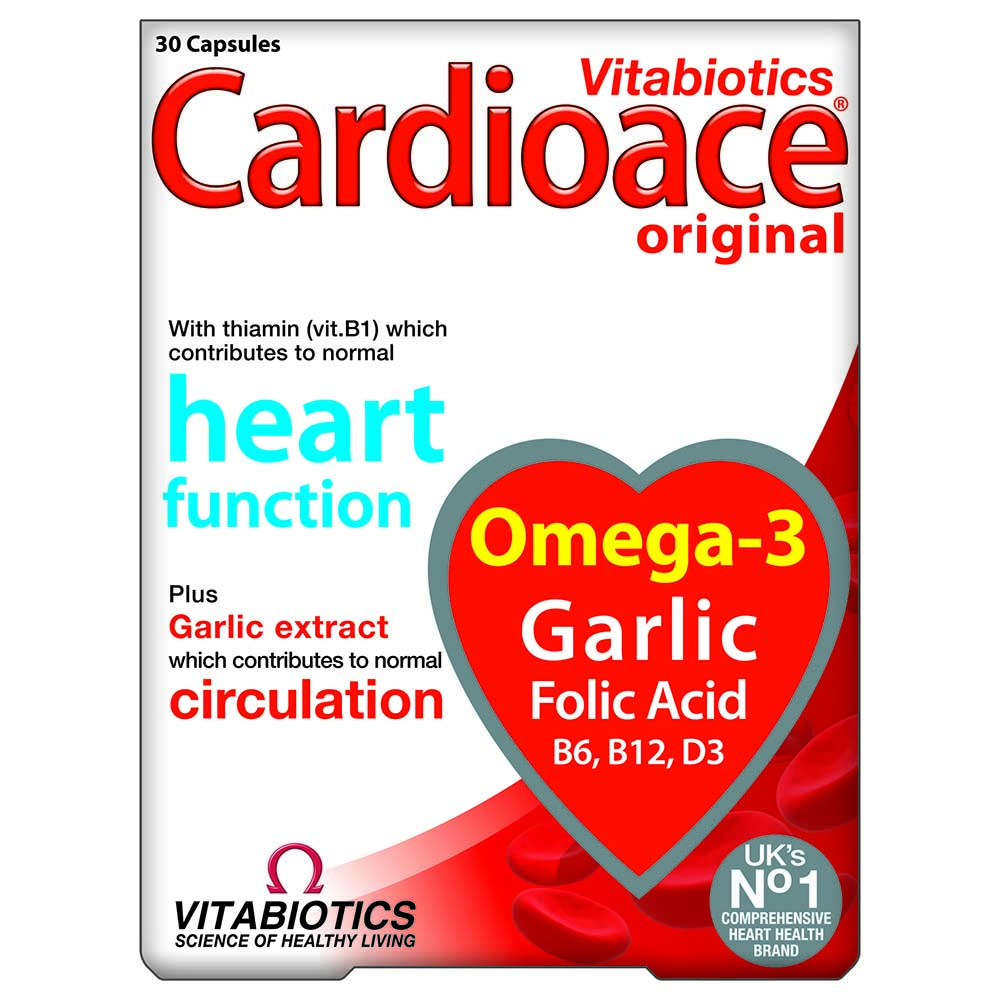 30 Capsules
Vitabiotics
Cardioace®
original
With thiamin (vit.B1) which
contributes to normal
heart
function
Plus
Garlic extract
which contributes to normal
circulation
Omega-3
Garlic
Folic Acid
B6, B12, D3
VITABIOTICS
SCIENCE OF HEALTHY LIVING
UK's
Nº1
COMPREHENSIVE
HEART HEALTH
BRAND